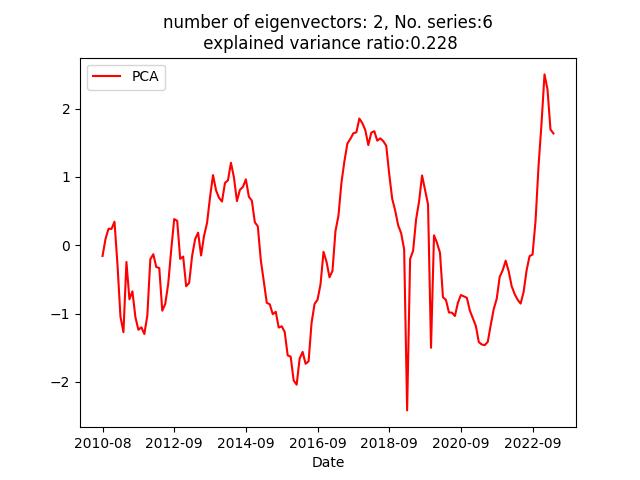 number of eigenvectors: 2, No. series:6
explained variance ratio:0.228
PCA
2
1
0
−1
−2
2010-08 2012-09 2014-09 2016-09 2018-09 2020-09 2022-09
Date